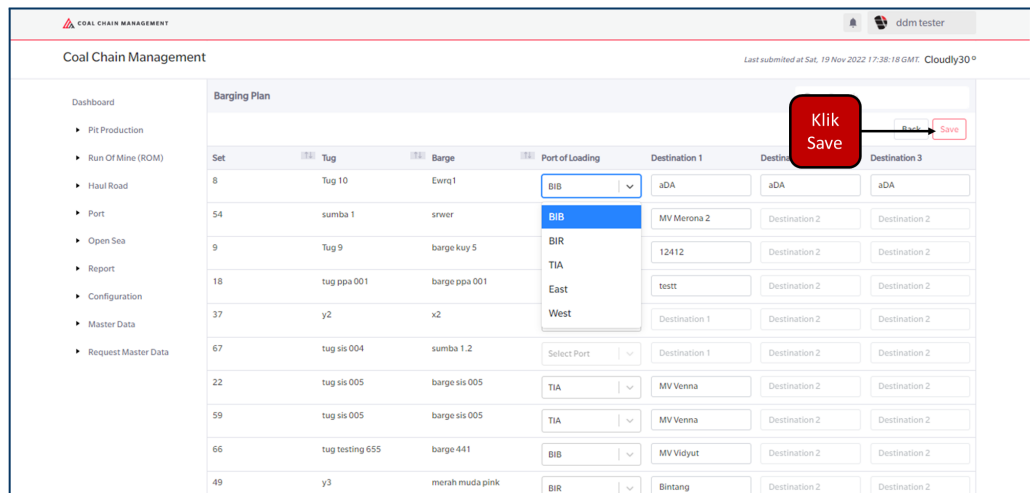 COAL CHAIN MANAGEMENT
ddm tester
Coal Chain Management
Last submited at Sat, 19 Nov 2022 17:38:18 GMT. Cloudly30°
Dashboard
Pit Production
Run Of Mine (ROM)
Haul Road
Port
Open Sea
Report
Configuration
Master Data
Request Master Data
Barging Plan
Klik
Save
Back Save
Set Tug Barge Port of Loading Destination 1 Destination 3
8 Tug 10 Ewrq1 BIB aDA aDA aDA
54 sumba 1 srwer MV Merona 2 Destination 2 Destination 2
9 Tug 9 barge kuy 5 12412 Destination 2 Destination 2
18 tug ppa 001 barge ppa 001 testt Destination 2 Destination 2
37 y2 x2 Destination 1 Destination 2 Destination 2
BIB
BIR
TIA
East
West
67 tug sis 004 sumba 1.2 Select Port Destination 1 Destination 2 Destination 2
22 tug sis 005 barge sis 005 TIA MV Venna Destination 2 Destination 2
59 tug sis 005 barge sis 005 TIA MV Venna Destination 2 Destination 2
66 tug testing 655 barge 441 BIB MV Vidyut Destination 2 Destination 2
49 y3 merah muda pink BIR Bintang Destination 2 Destination 2